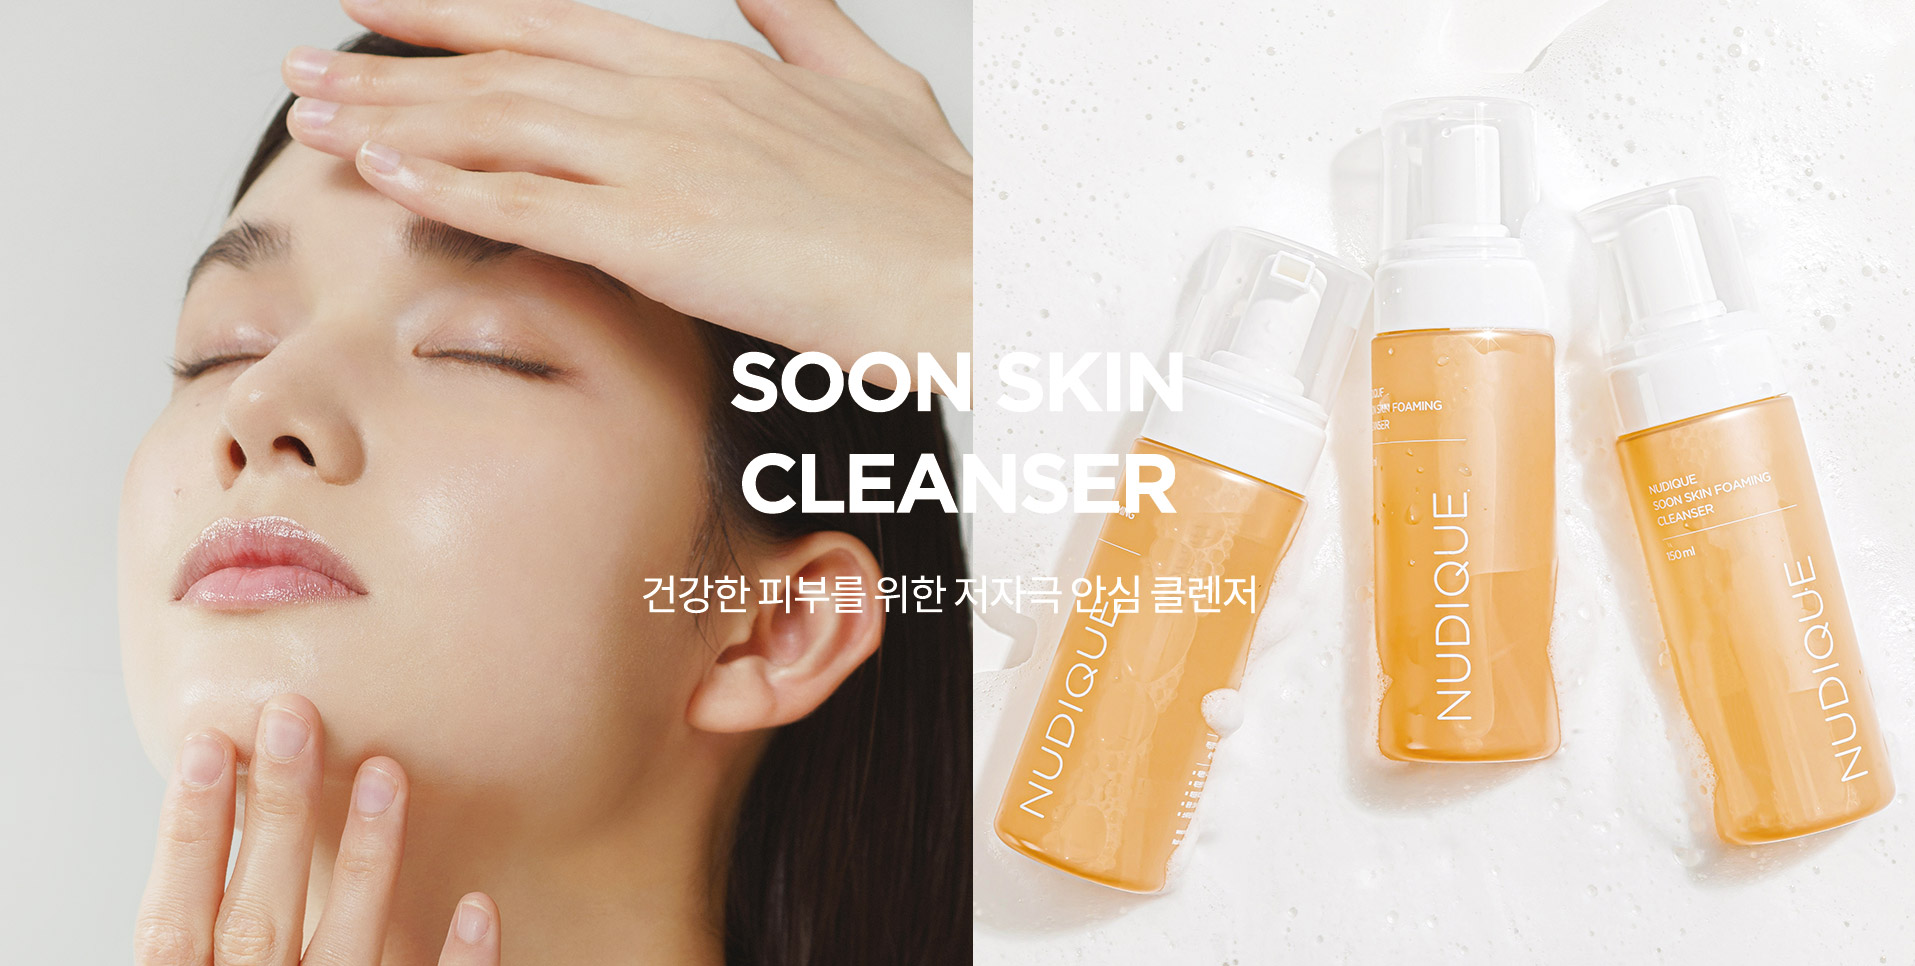 SOON SKIN
CLEANSER
건강한 피부를 위한 저자극 안심 클렌저
NUDIQUE
SKIN FOAMING
NUDIQUE
NUDIQUE
SOON SKIN FOAMING
CLEANSER
150ml
NUDIQUE